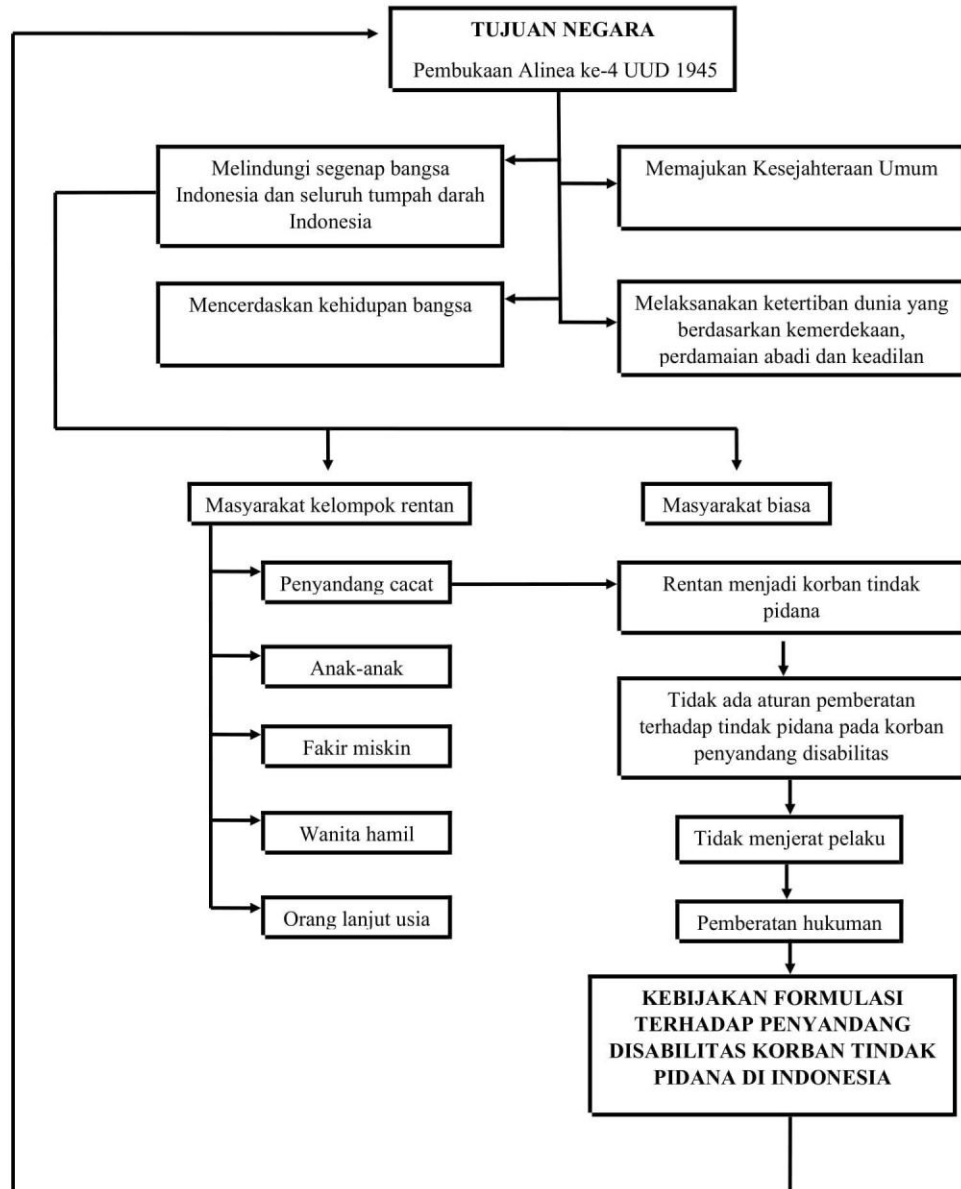 TUJUAN NEGARA
Pembukaan Alinea ke-4 UUD 1945
Melindungi segenap bangsa
Indonesia dan seluruh tumpah darah
Indonesia
Memajukan Kesejahteraan Umum
Mencerdaskan kehidupan bangsa
Melaksanakan ketertiban dunia yang
berdasarkan kemerdekaan,
perdamaian abadi dan keadilan
Masyarakat kelompok rentan
Masyarakat biasa
Penyandang cacat
Rentan menjadi korban tindak
pidana
Anak-anak
Tidak ada aturan pemberatan
terhadap tindak pidana pada korban
penyandang disabilitas
Fakir miskin
Wanita hamil
Tidak menjerat pelaku
Orang lanjut usia
Pemberatan hukuman
KEBIJAKAN FORMULASI
TERHADAP PENYANDANG
DISABILITAS KORBAN TINDAK
PIDANA DI INDONESIA